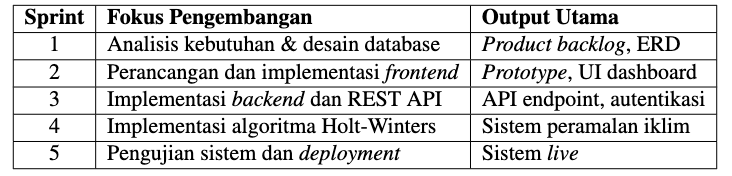 Sprint Fokus Pengembangan Output Utama
1 Analisis kebutuhan & desain database Product backlog, ERD
2 Perancangan dan implementasi frontend Prototype, UI dashboard
3 Implementasi backend dan REST API API endpoint, autentikasi
4 Implementasi algoritma Holt-Winters Sistem peramalan iklim
5 Pengujian sistem dan deployment Sistem live